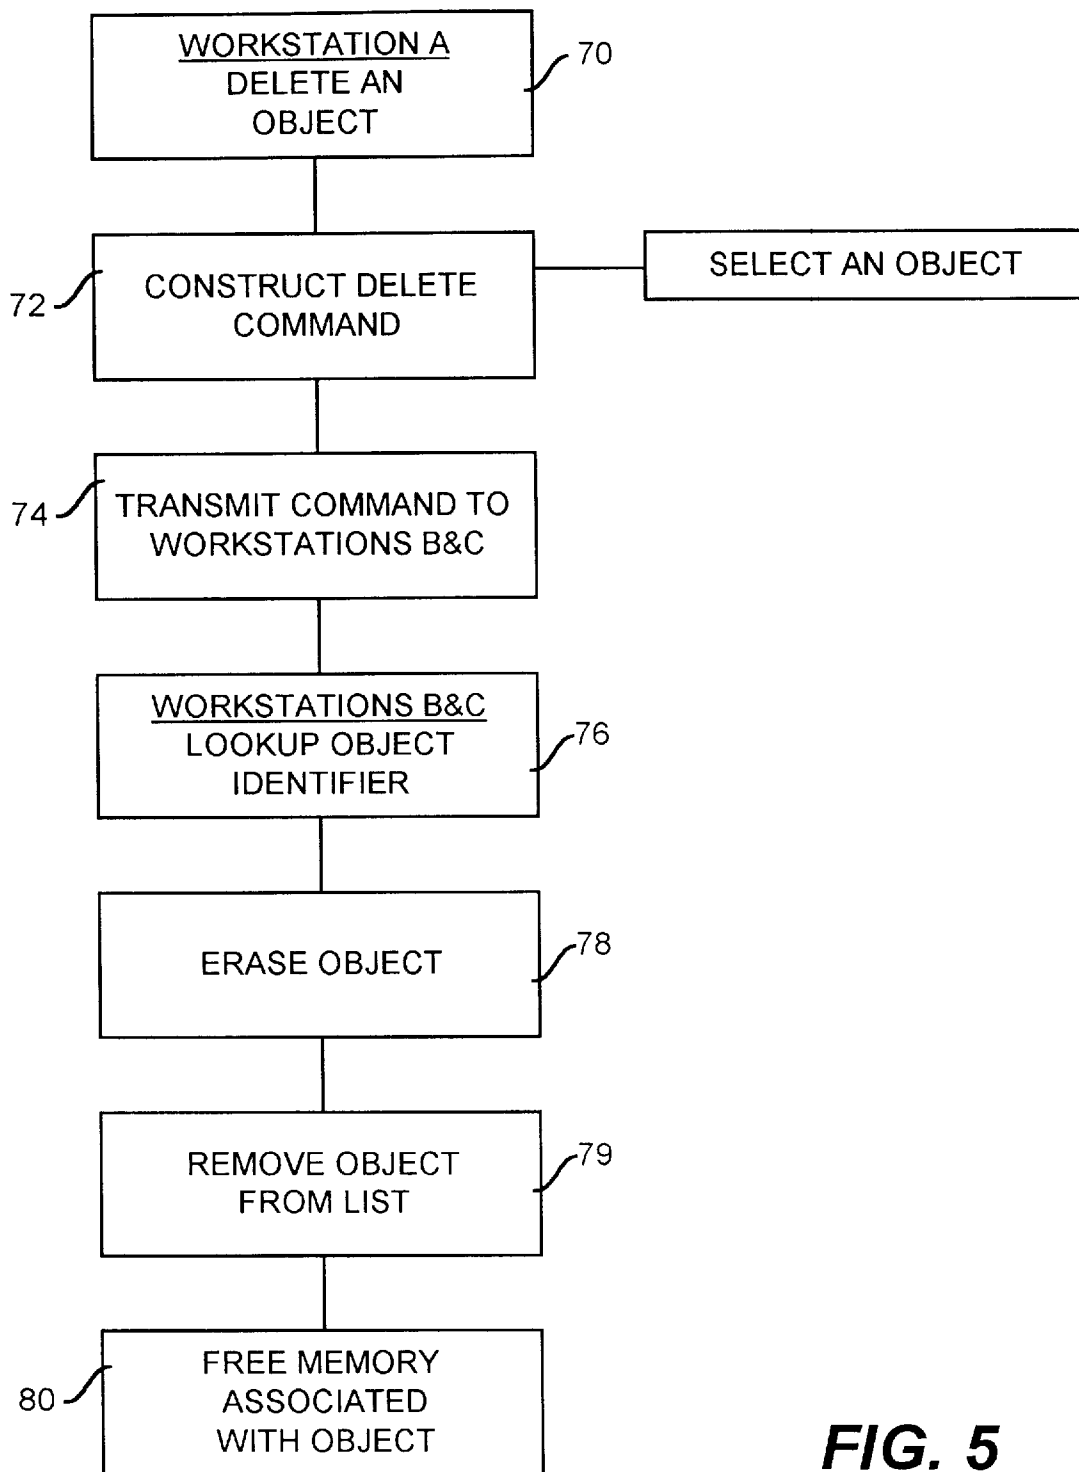 WORKSTATION A
DELETE AN
OBJECT
70
CONSTRUCT DELETE
COMMAND
72
SELECT AN OBJECT
TRANSMIT COMMAND TO
WORKSTATIONS B&C
74
WORKSTATIONS B&C
LOOKUP OBJECT
IDENTIFIER
76
ERASE OBJECT
78
REMOVE OBJECT
FROM LIST
79
FREE MEMORY
ASSOCIATED
WITH OBJECT
80
FIG. 5